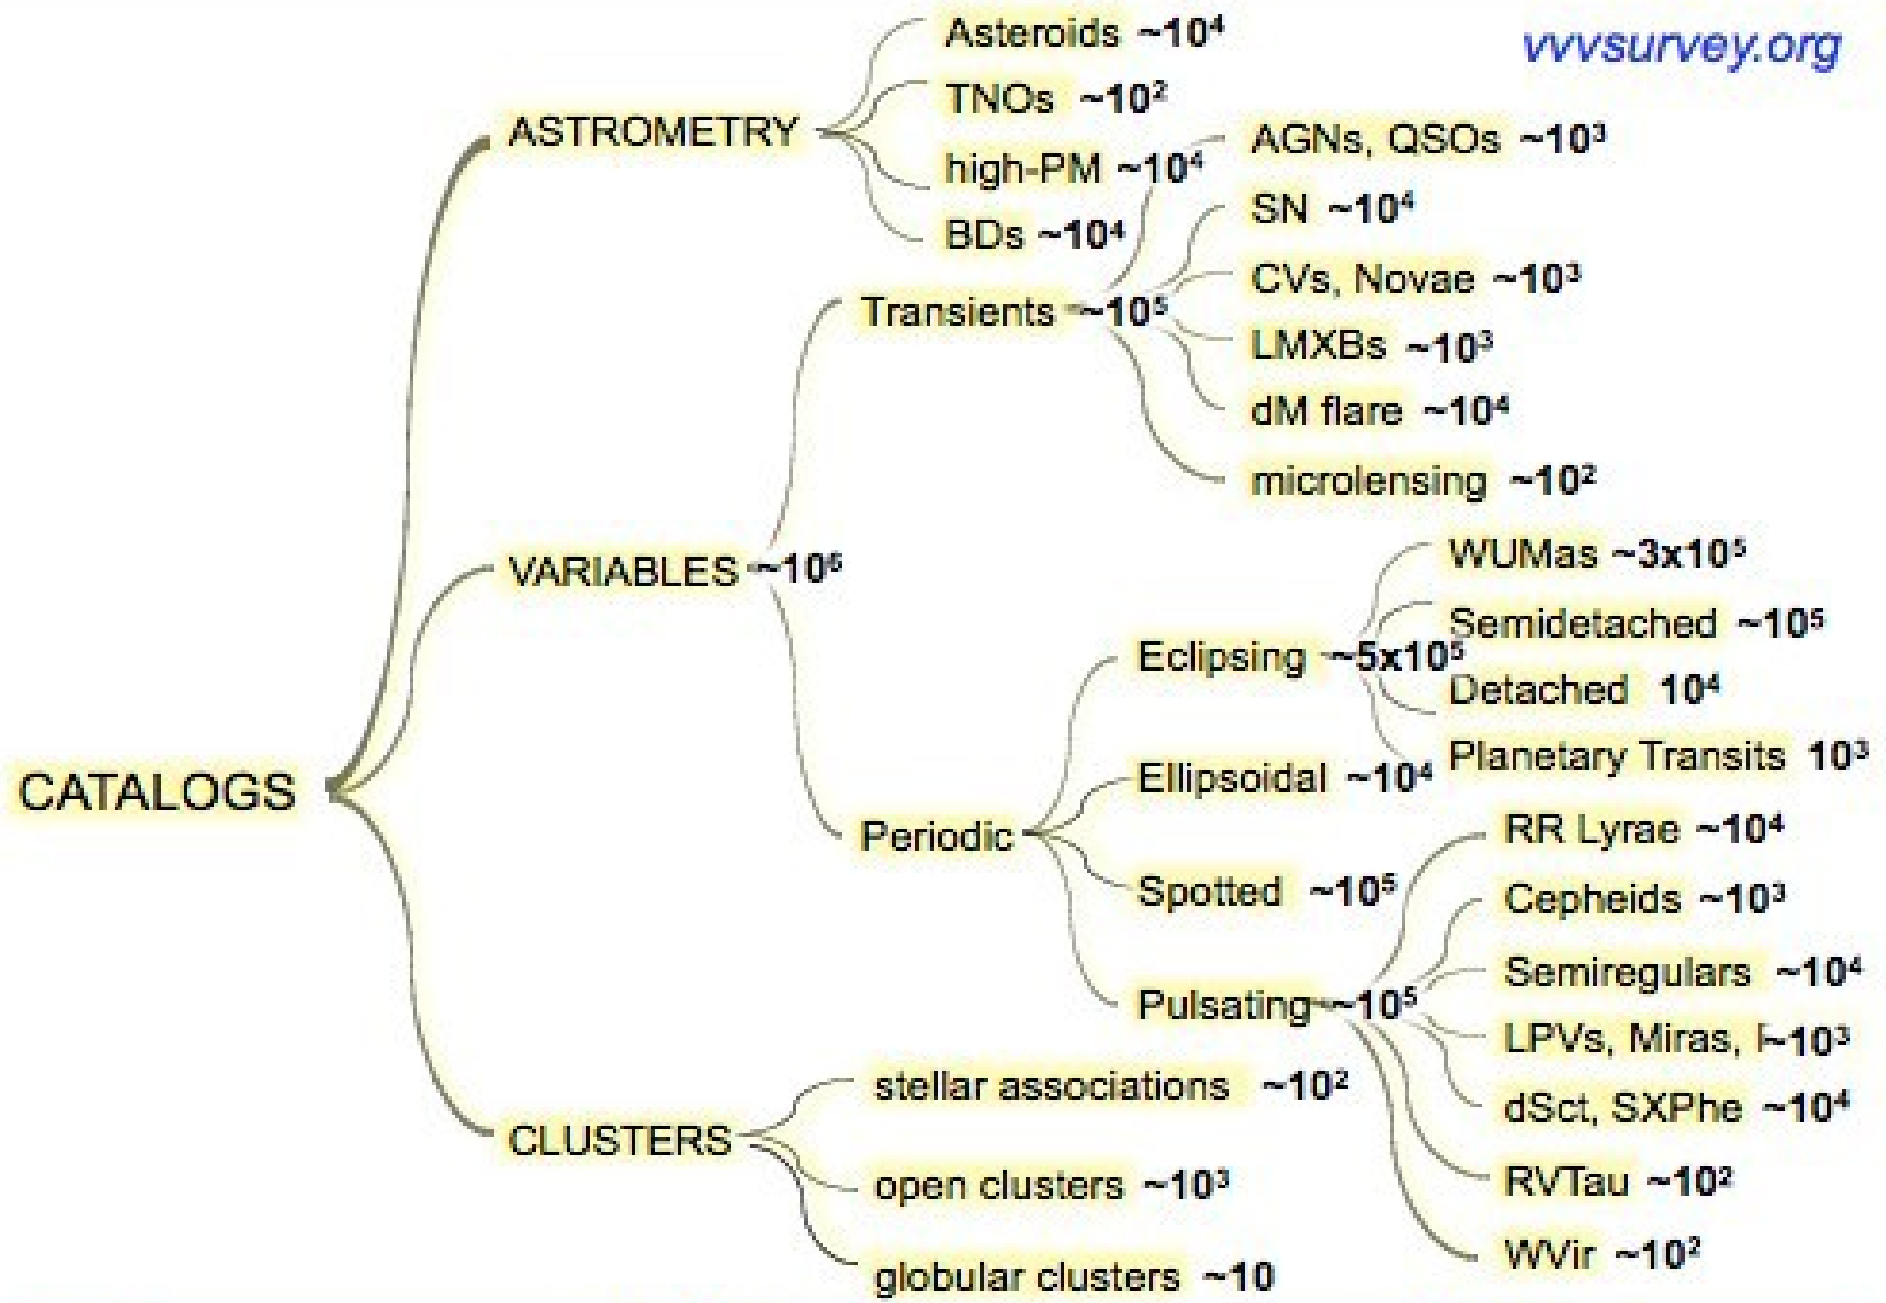 vvvsurvey.org
CATALOGS
ASTROMETRY
Asteroids ~10⁴
TNOs ~10²
high-PM ~10⁴
BDs ~10⁴
VARIABLES ~10⁶
Transients ~10⁵
AGNs, QSOs ~10³
SN ~10⁴
CVs, Novae ~10³
LMXBs ~10³
dM flare ~10⁴
microlensing ~10²
Periodic
Eclipsing ~5x10⁵
WUMas ~3x10⁵
Semidetached ~10⁵
Detached 10⁴
Planetary Transits 10³
Ellipsoidal ~10⁴
Spotted ~10⁵
Pulsating ~10⁵
RR Lyrae ~10⁴
Cepheids ~10³
Semiregulars ~10⁴
LPVs, Miras, ~10³
dSct, SXPhe ~10⁴
RVTau ~10²
WVir ~10²
CLUSTERS
stellar associations ~10²
open clusters ~10³
globular clusters ~10